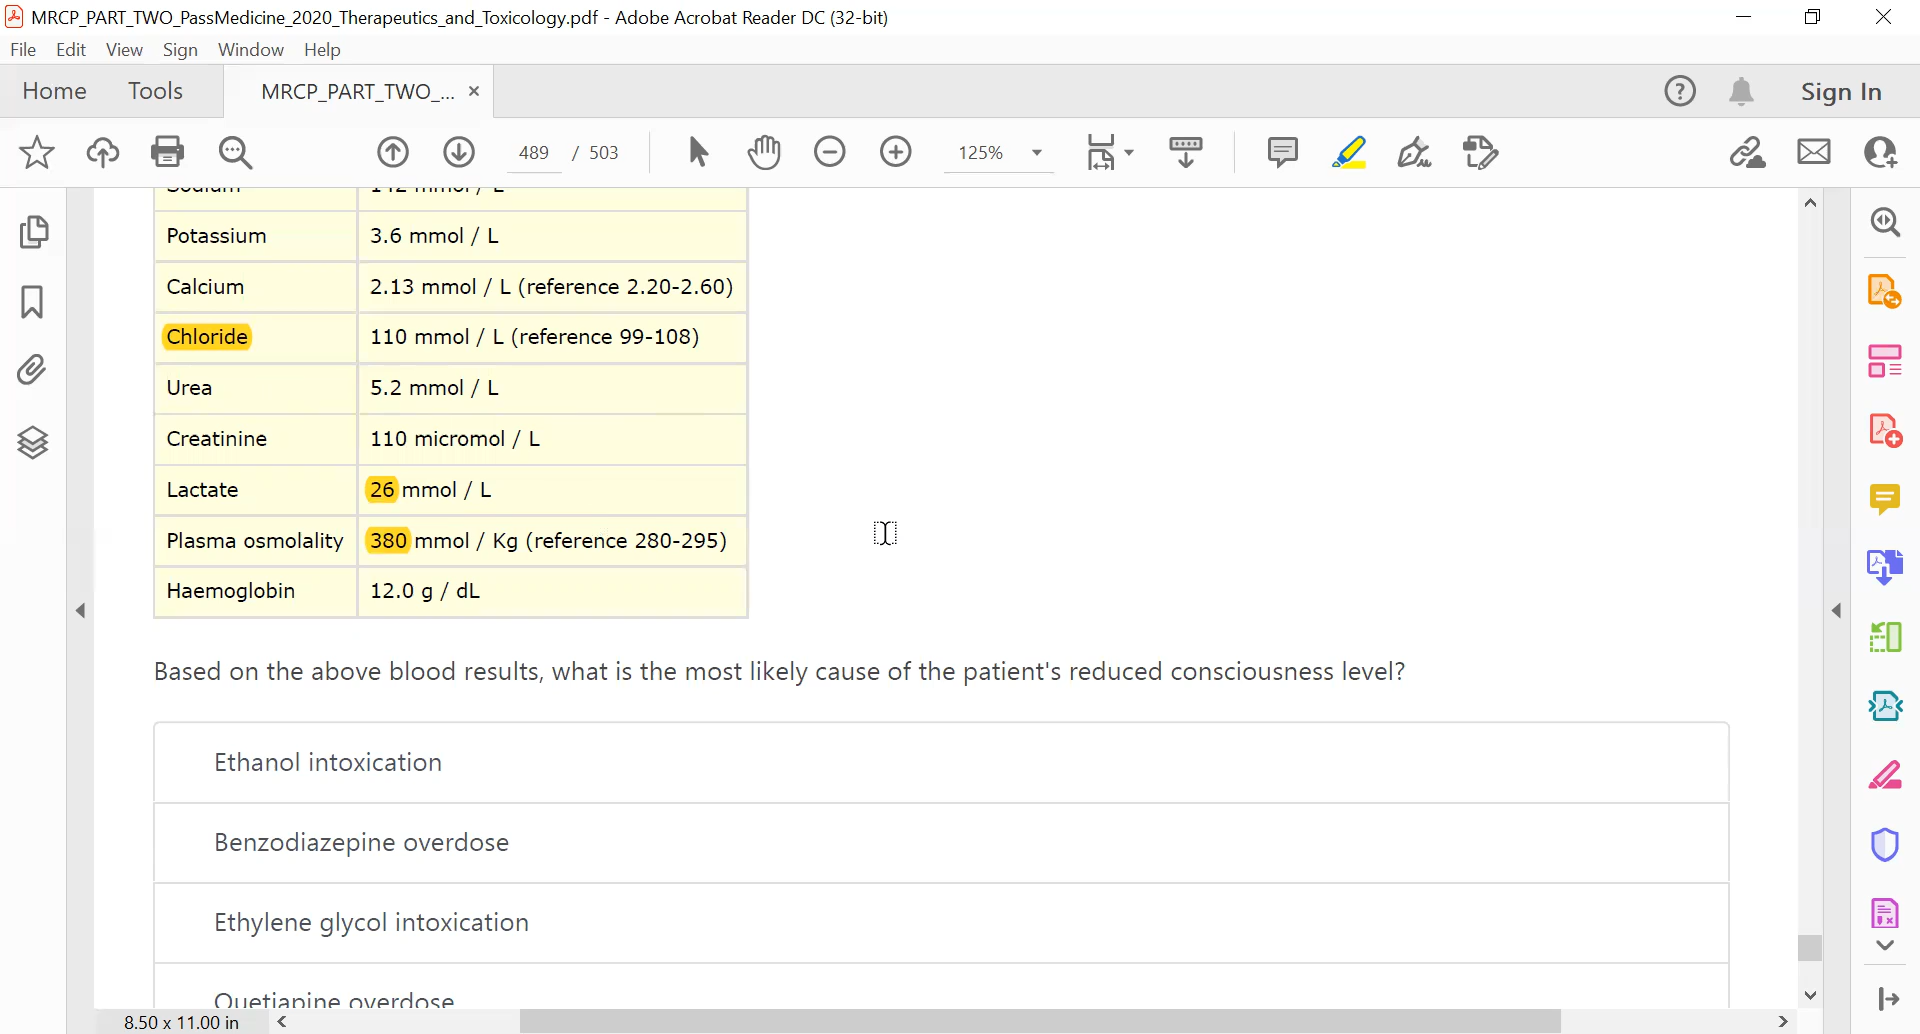 MRCP_PART_TWO_PassMedicine_2020_Therapeutics_and_Toxicology.pdf - Adobe Acrobat Reader DC (32-bit)
File Edit View Sign Window Help
Home Tools MRCP_PART_TWO_... × Sign In
489 / 503 125%
Sodium 142 mmol / L
Potassium 3.6 mmol / L
Calcium 2.13 mmol / L (reference 2.20-2.60)
Chloride 110 mmol / L (reference 99-108)
Urea 5.2 mmol / L
Creatinine 110 micromol / L
Lactate 26 mmol / L
Plasma osmolality 380 mmol / Kg (reference 280-295)
Haemoglobin 12.0 g / dL
Based on the above blood results, what is the most likely cause of the patient's reduced consciousness level?
Ethanol intoxication
Benzodiazepine overdose
Ethylene glycol intoxication
Quetiapine overdose
8.50 x 11.00 in